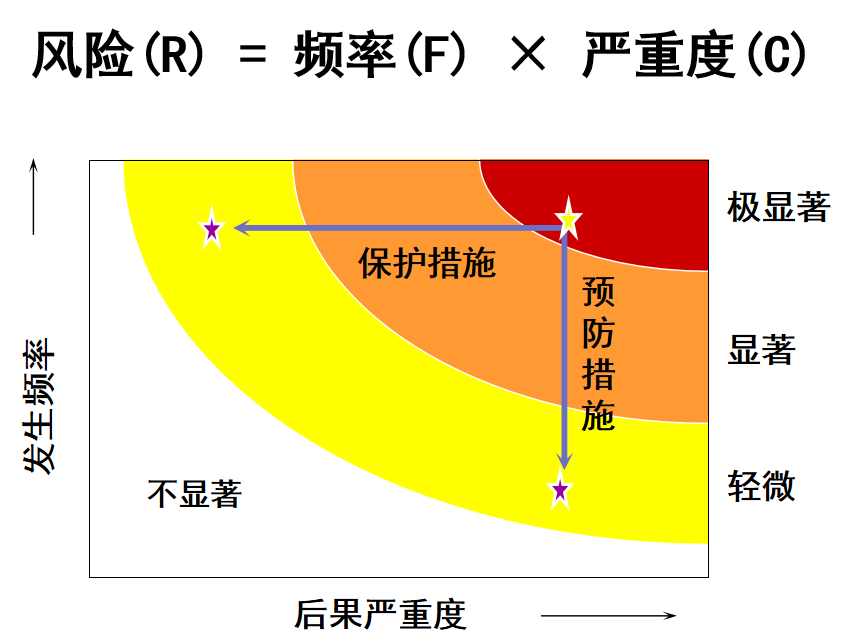 风险(R) = 频率(F) × 严重度(C)
极显著
保护措施
预防措施
显著
发生频率
轻微
不显著
后果严重度